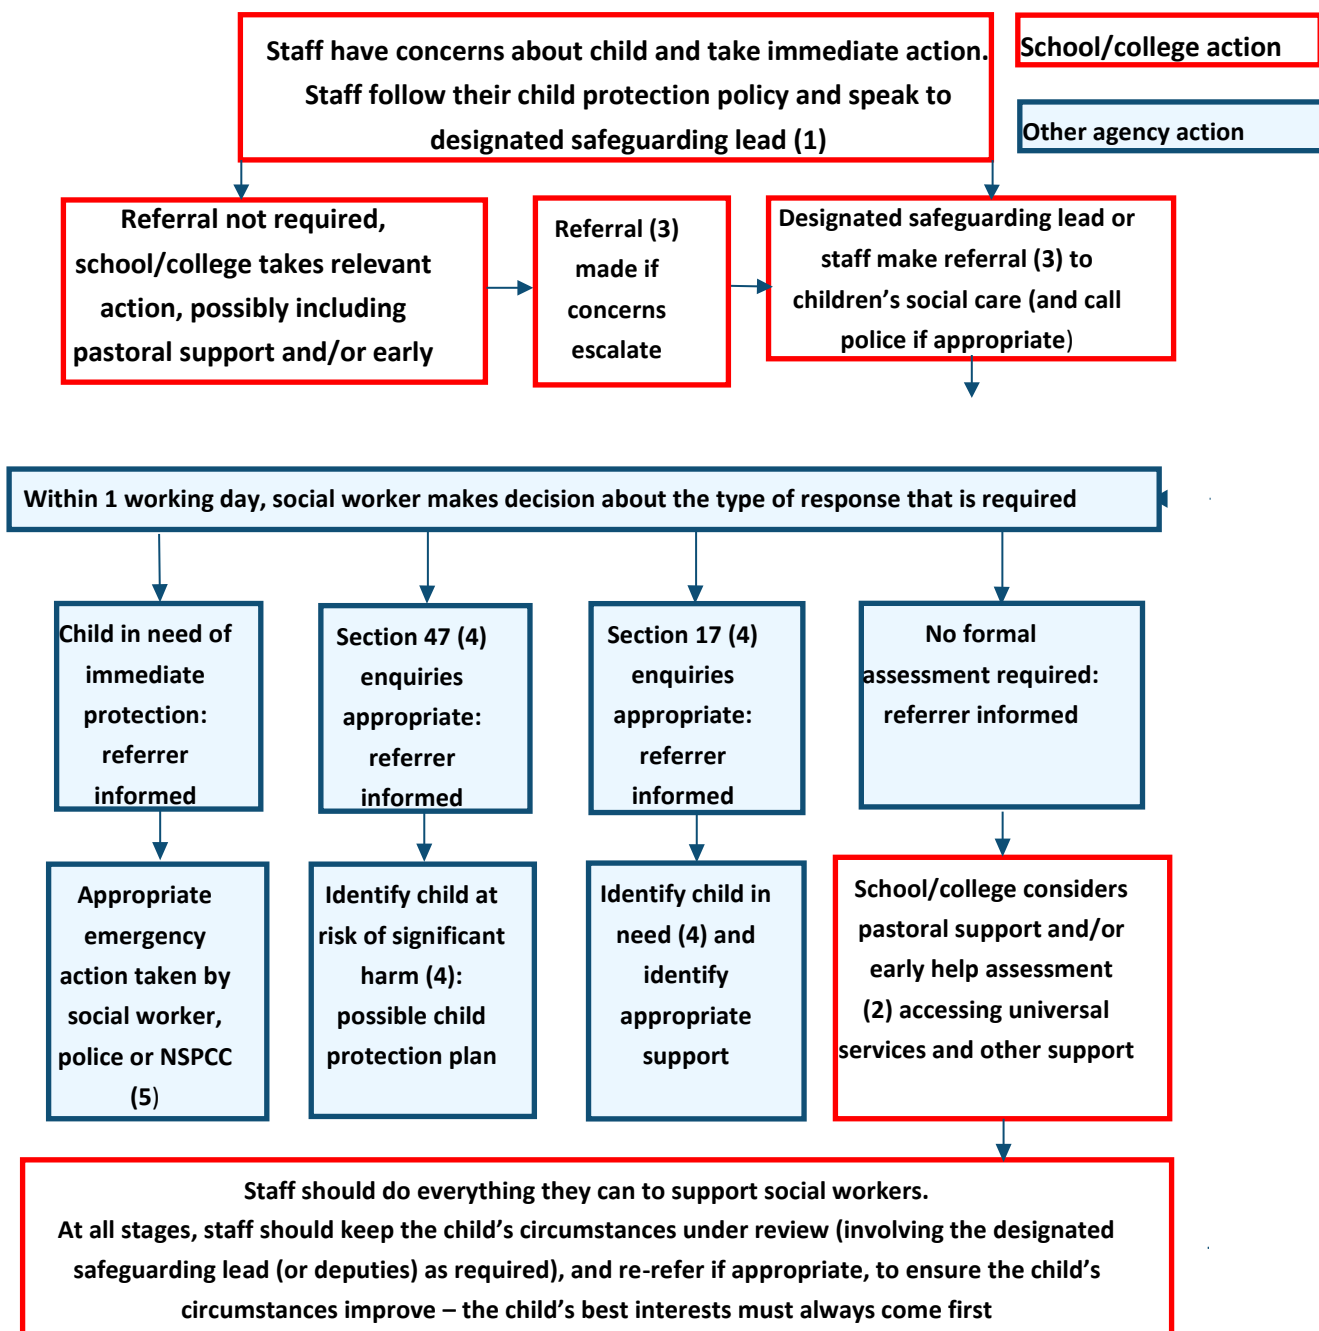 Staff have concerns about child and take immediate action.
Staff follow their child protection policy and speak to
designated safeguarding lead (1)
School/college action
Other agency action
Referral not required,
school/college takes relevant
action, possibly including
pastoral support and/or early
Referral (3)
made if
concerns
escalate
Designated safeguarding lead or
staff make referral (3) to
children’s social care (and call
police if appropriate)
Within 1 working day, social worker makes decision about the type of response that is required
Child in need of
immediate
protection:
referrer
informed
Section 47 (4)
enquiries
appropriate:
referrer
informed
Section 17 (4)
enquiries
appropriate:
referrer
informed
No formal
assessment required:
referrer informed
Appropriate
emergency
action taken by
social worker,
police or NSPCC
(5)
Identify child at
risk of significant
harm (4):
possible child
protection plan
Identify child in
need (4) and
identify
appropriate
support
School/college considers
pastoral support and/or
early help assessment
(2) accessing universal
services and other support
Staff should do everything they can to support social workers.
At all stages, staff should keep the child’s circumstances under review (involving the designated
safeguarding lead (or deputies) as required), and re-refer if appropriate, to ensure the child’s
circumstances improve – the child’s best interests must always come first